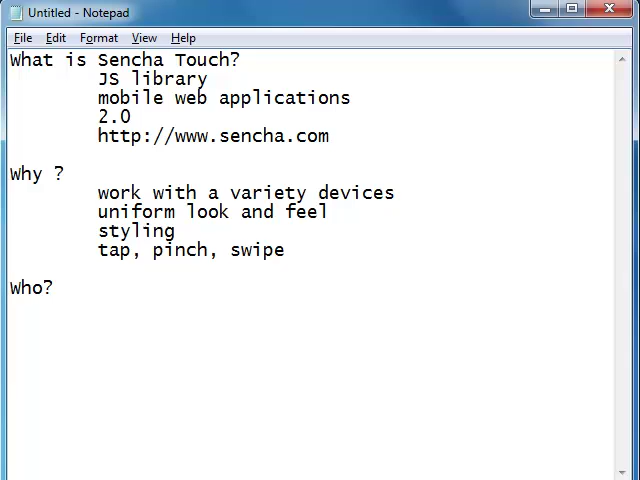 Untitled - Notepad
File Edit Format View Help
What is Sencha Touch?
JS library
mobile web applications
2.0
http://www.sencha.com
Why ?
work with a variety devices
uniform look and feel
styling
tap, pinch, swipe
Who?